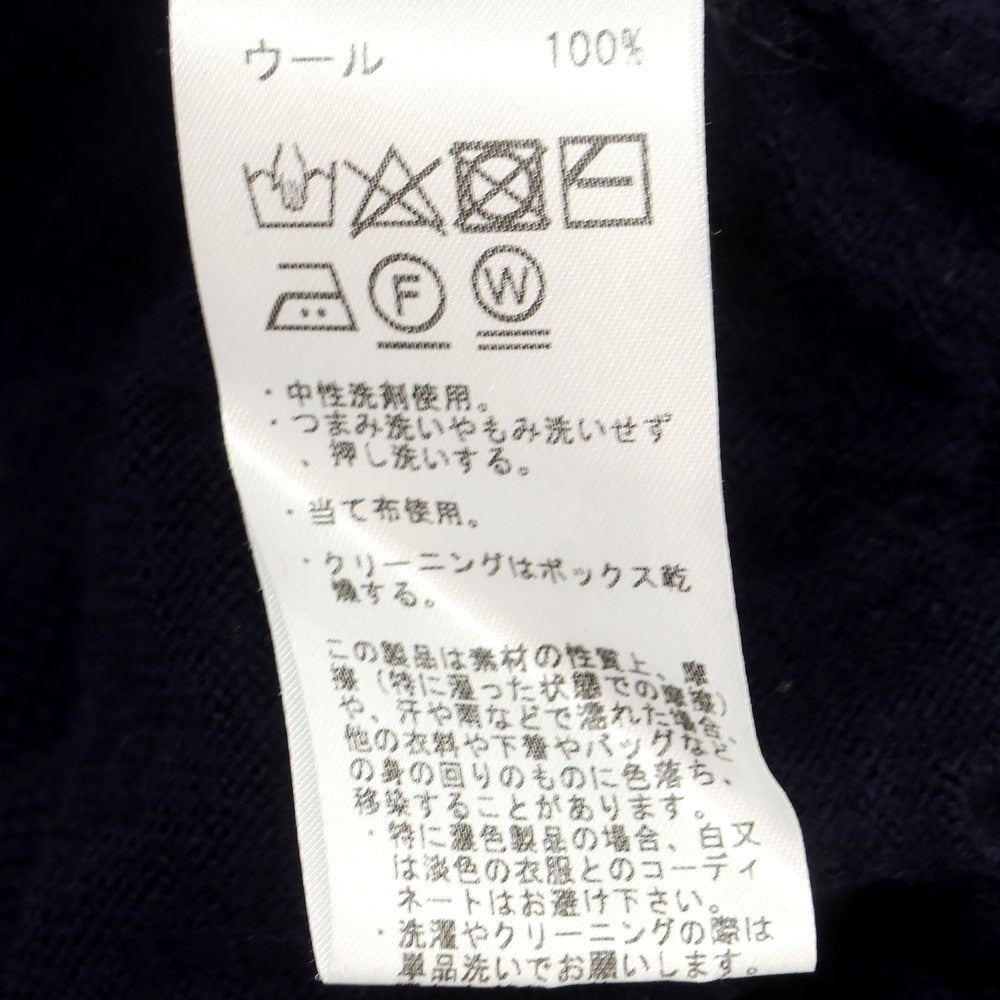 ウール 100%
F W
・中性洗剤使用。
・つまみ洗いやもみ洗いせず
、押し洗いする。
・当て布使用。
・クリーニングはボックス乾
燥する。
この製品は素材の性質上、摩
擦（特に湿った状態での摩擦）
や、汗や雨などで濡れた場合、
他の衣料や下着やバッグなど
の身の回りのものに色落ち、
移染することがあります。
・特に濃色製品の場合、白又
は淡色の衣服とのコーディ
ネートはお避け下さい。
・洗濯やクリーニングの際は
単品洗いでお願いします。